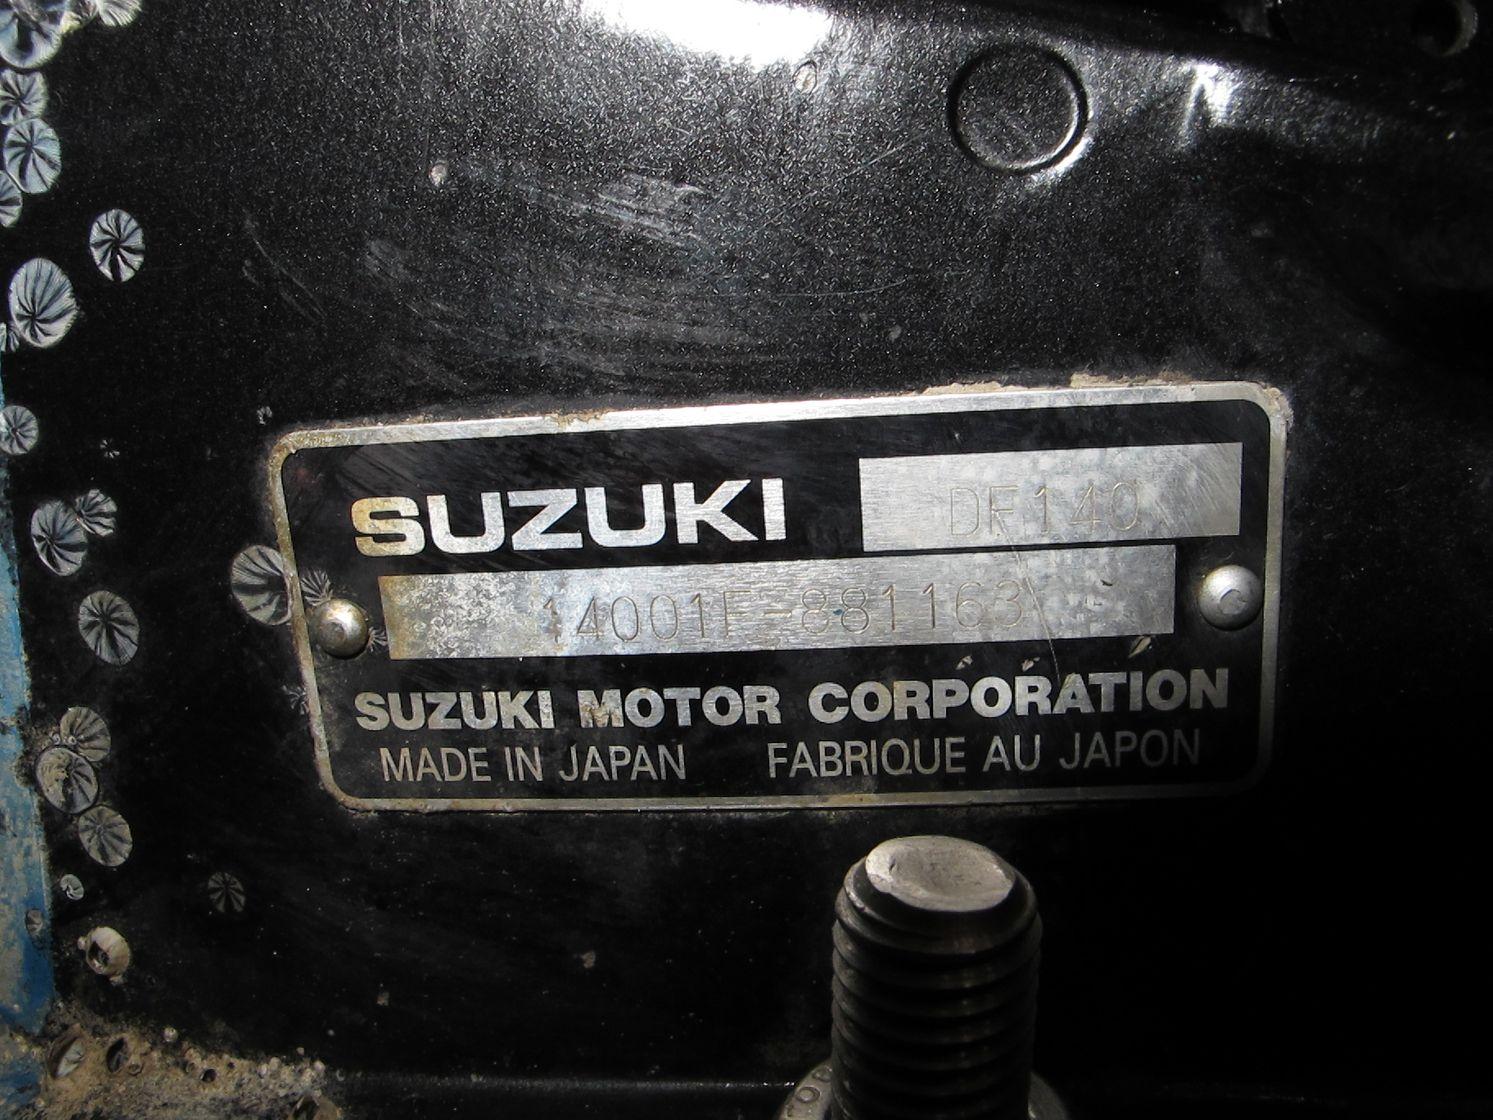 SUZUKI DF140
14001F-881163
SUZUKI MOTOR CORPORATION
MADE IN JAPAN FABRIQUE AU JAPON